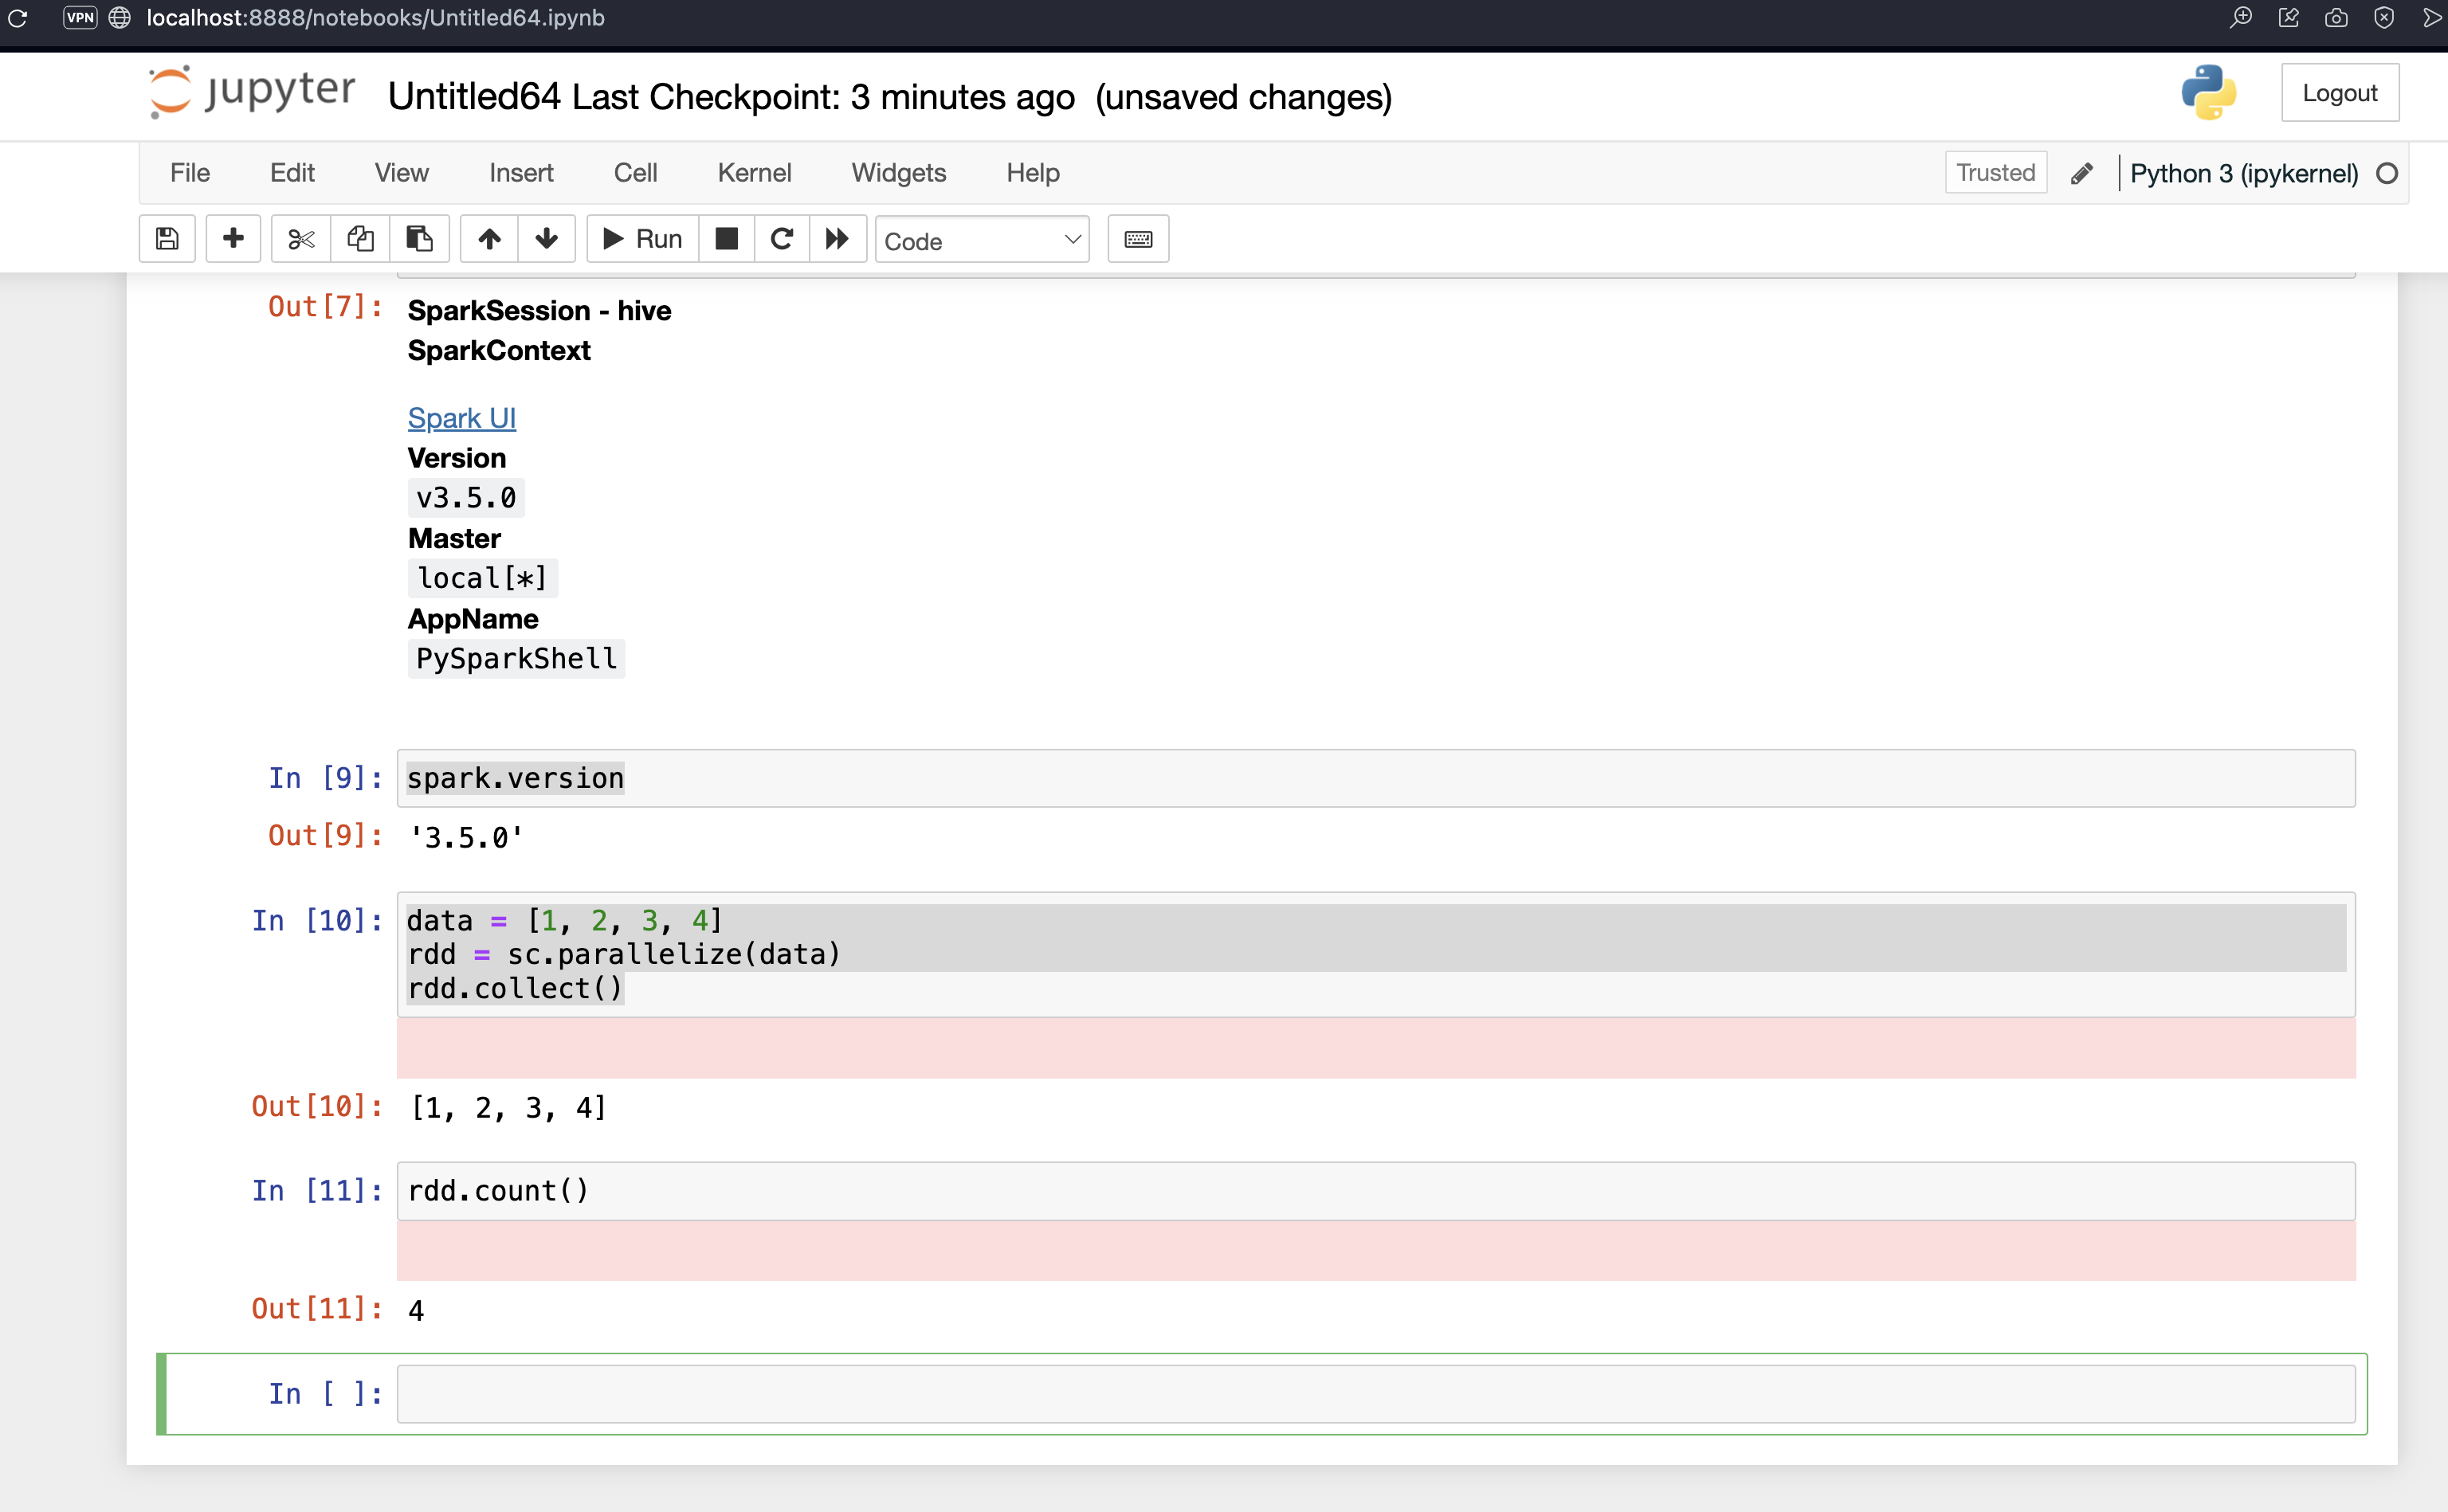 VPN localhost:8888/notebooks/Untitled64.ipynb
jupyter Untitled64 Last Checkpoint: 3 minutes ago (unsaved changes) Logout
File Edit View Insert Cell Kernel Widgets Help Trusted Python 3 (ipykernel)
Run Code
Out[7]: SparkSession - hive
SparkContext
Spark UI
Version
v3.5.0
Master
local[*]
AppName
PySparkShell
In [9]: spark.version
Out[9]: '3.5.0'
In [10]: data = [1, 2, 3, 4]
rdd = sc.parallelize(data)
rdd.collect()
Out[10]: [1, 2, 3, 4]
In [11]: rdd.count()
Out[11]: 4
In [ ]: